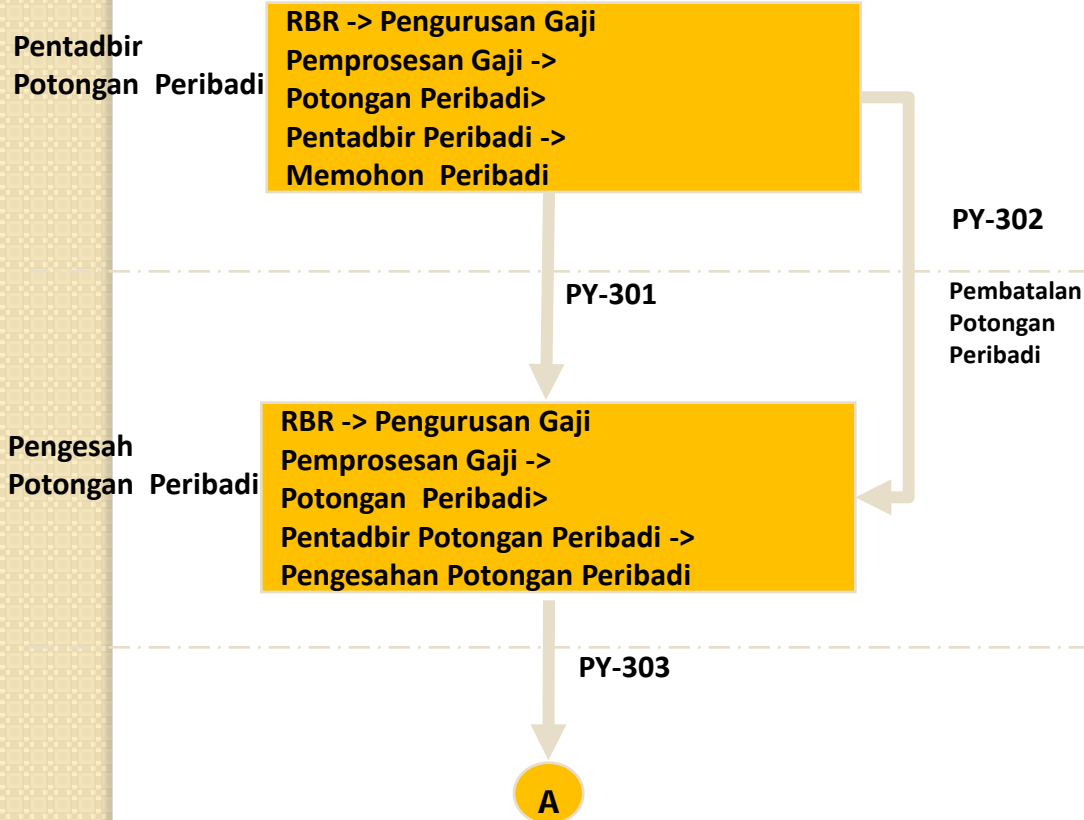 Pentadbir
Potongan Peribadi
RBR -> Pengurusan Gaji
Pemprosesan Gaji ->
Potongan Peribadi>
Pentadbir Peribadi ->
Memohon Peribadi
PY-302
PY-301
Pembatalan
Potongan
Peribadi
Pengesah
Potongan Peribadi
RBR -> Pengurusan Gaji
Pemprosesan Gaji ->
Potongan Peribadi>
Pentadbir Potongan Peribadi ->
Pengesahan Potongan Peribadi
PY-303
A